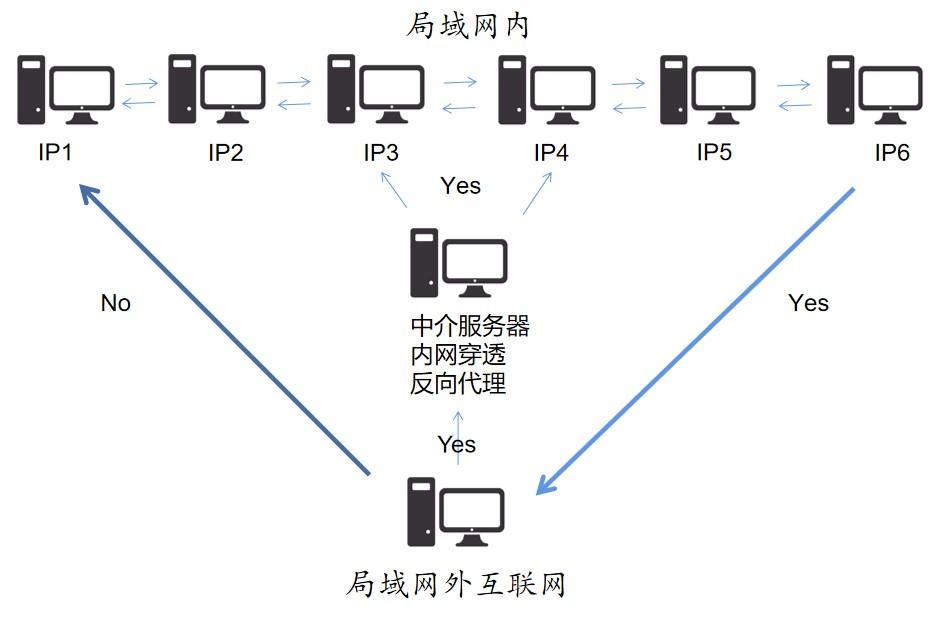 局域网内
IP1 IP2 IP3 IP4 IP5 IP6
Yes
No
Yes
中介服务器
内网穿透
反向代理
Yes
局域网外互联网